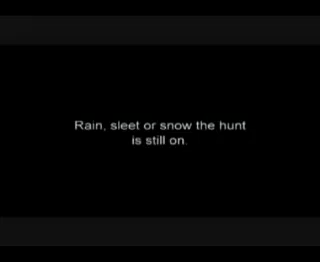 Rain, sleet or snow the hunt
is still on.